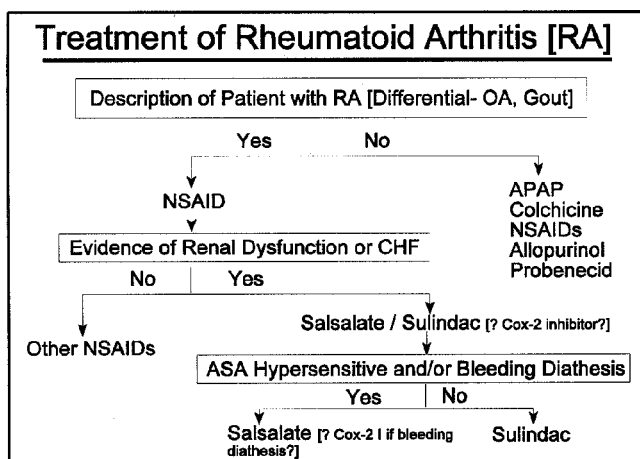 Treatment of Rheumatoid Arthritis [RA]
Description of Patient with RA [Differential- OA, Gout]
Yes No
NSAID
APAP
Colchicine
NSAIDs
Allopurinol
Probenecid
Evidence of Renal Dysfunction or CHF
No Yes
Other NSAIDs
Salsalate / Sulindac [? Cox-2 inhibitor?]
ASA Hypersensitive and/or Bleeding Diathesis
Yes No
Salsalate [? Cox-2 I if bleeding
diathesis?]
Sulindac